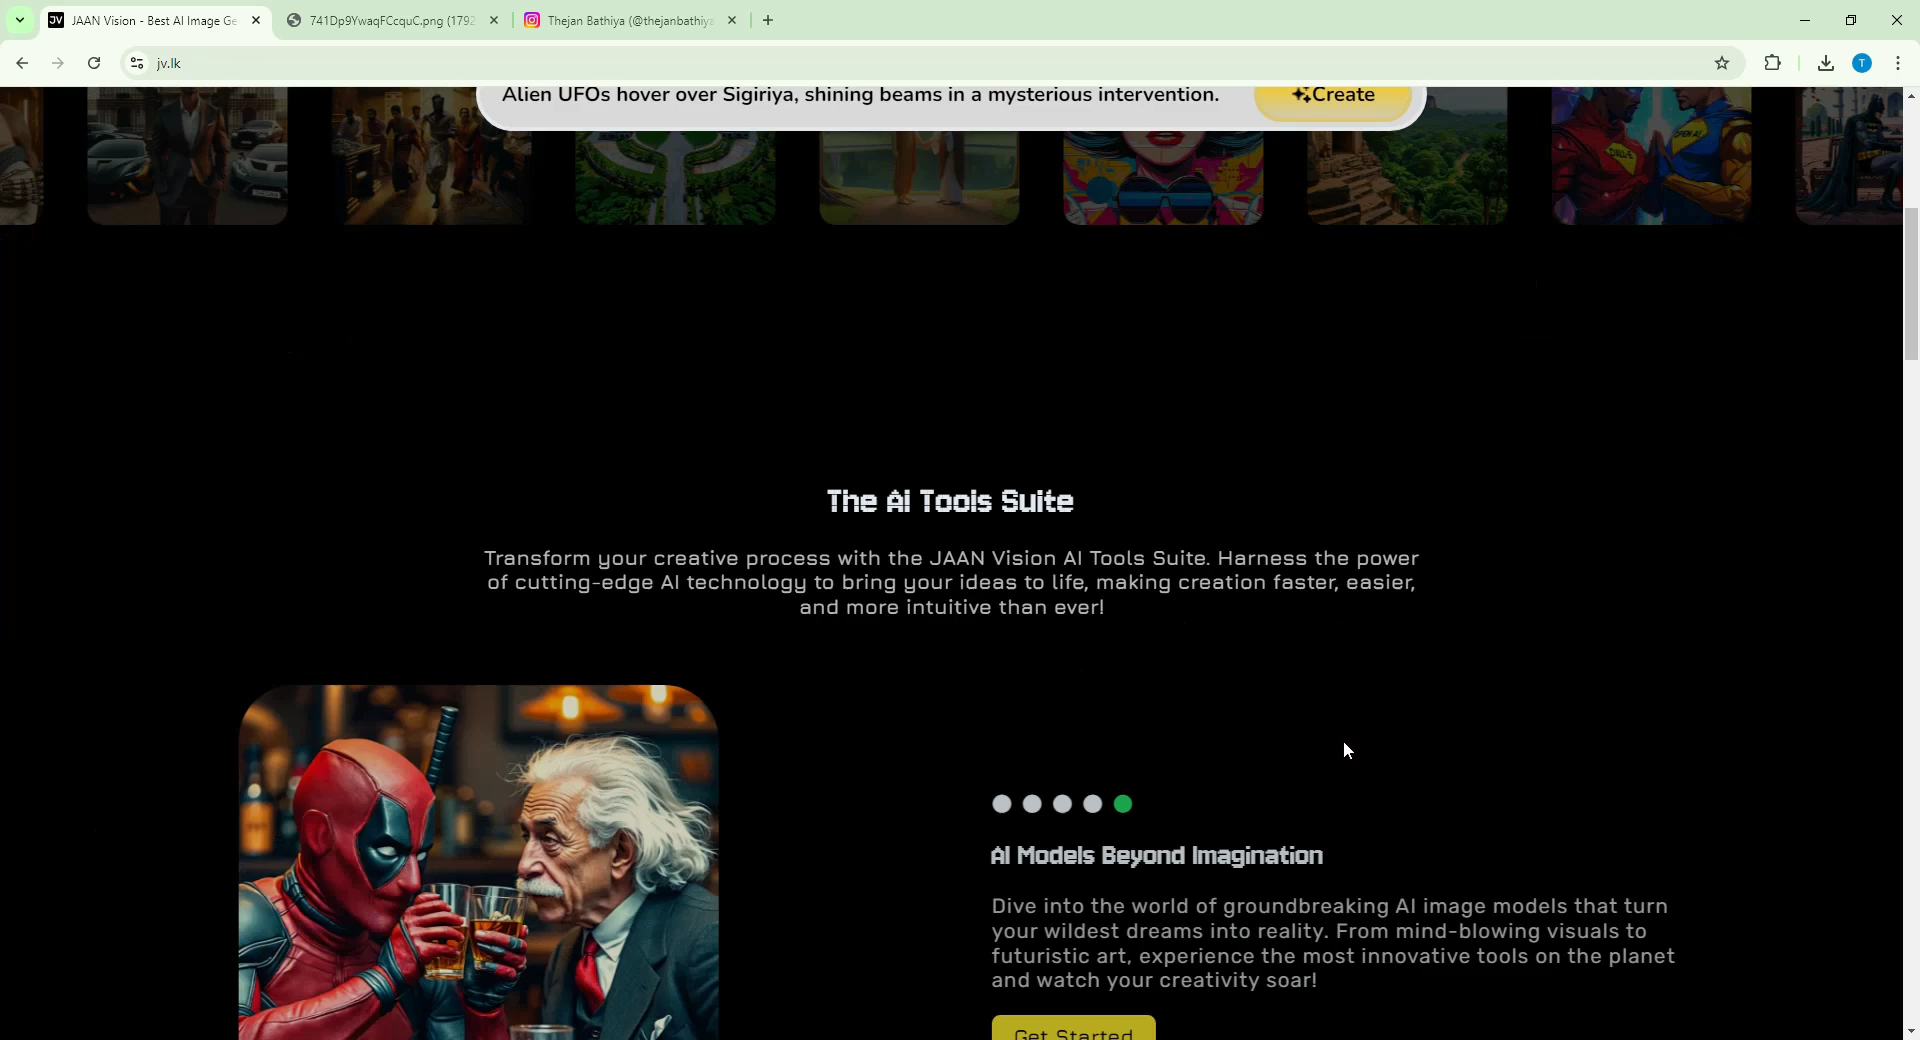 JAAN Vision - Best AI Image Ge
741Dp9YwaqFCcquC.png (1792
Thejan Bathiya (@thejanbathiya
jv.lk
T
Alien UFOs hover over Sigiriya, shining beams in a mysterious intervention.
Create
OPEN AI
The AI Tools Suite
Transform your creative process with the JAAN Vision AI Tools Suite. Harness the power
of cutting-edge AI technology to bring your ideas to life, making creation faster, easier,
and more intuitive than ever!
AI Models Beyond Imagination
Dive into the world of groundbreaking AI image models that turn
your wildest dreams into reality. From mind-blowing visuals to
futuristic art, experience the most innovative tools on the planet
and watch your creativity soar!
Get Started